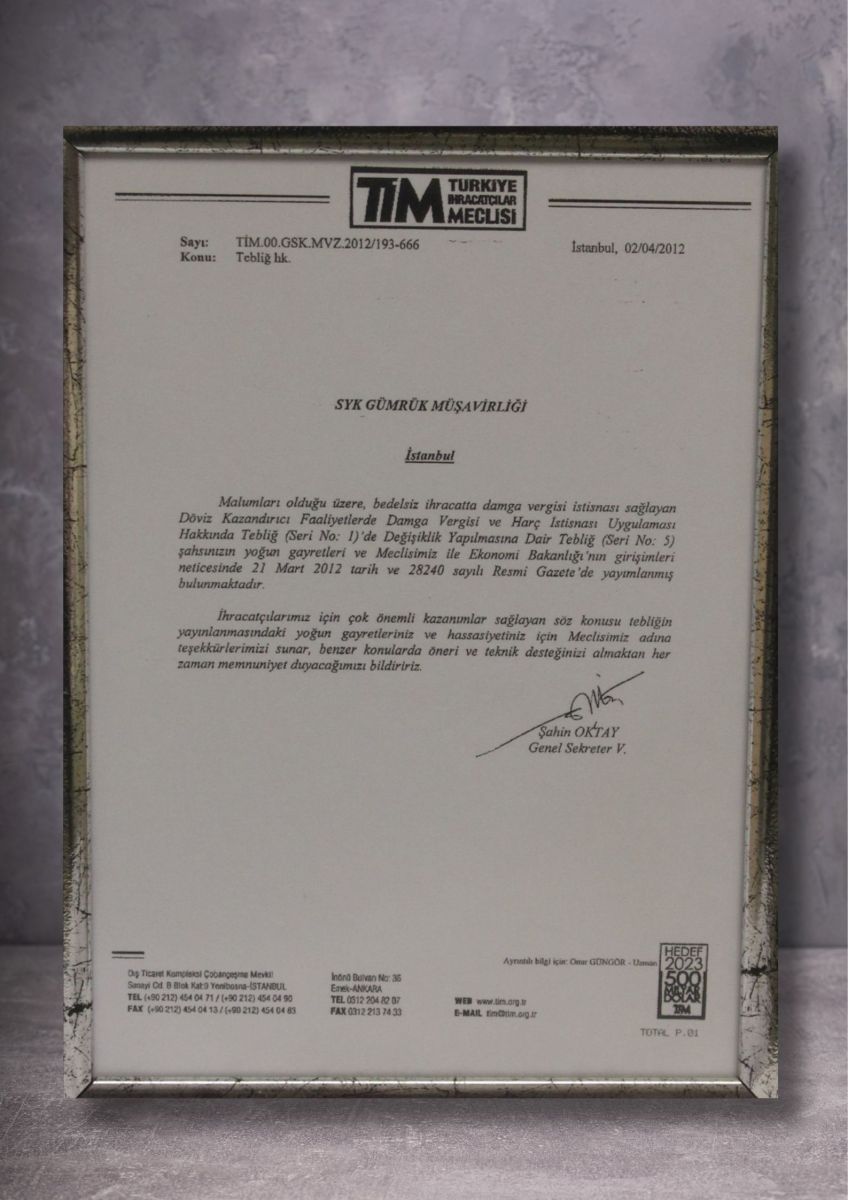 TİM TÜRKİYE
İHRACATÇILAR
MECLİSİ
Sayı: TİM.00.GSK.MVZ.2012/193-666
İstanbul, 02/04/2012
Konu: Tebliğ hk.
SYK GÜMRÜK MÜŞAVİRLİĞİ
İstanbul
Malumları olduğu üzere, bedelsiz ihracatta damga vergisi istisnası sağlayan
Döviz Kazandırıcı Faaliyetlerde Damga Vergisi ve Harç İstisnası Uygulaması
Hakkında Tebliğ (Seri No: 1)'de Değişiklik Yapılmasına Dair Tebliğ (Seri No: 5)
şahsınızın yoğun gayretleri ve Meclisimiz ile Ekonomi Bakanlığı'nın girişimleri
neticesinde 21 Mart 2012 tarih ve 28240 sayılı Resmi Gazete'de yayımlanmış
bulunmaktadır.
İhracatçılarımız için çok önemli kazanımlar sağlayan söz konusu tebliğin
yayınlanmasındaki yoğun gayretleriniz ve hassasiyetiniz için Meclisimiz adına
teşekkürlerimizi sunar, benzer konularda öneri ve teknik desteğinizi almaktan her
zaman memnuniyet duyacağımızı bildiririz.
Şahin OKTAY
Genel Sekreter V.
Ayrıntılı bilgi için: Onur GÜNGÖR - Uzman
HEDEF
2023
500
MİLYAR
DOLAR
TİM
Dış Ticaret Kompleksi Çobançeşme Mevkii
Sanayi Cd. B Blok Kat:9 Yenibosna-İSTANBUL
TEL (+90 212) 454 04 71 / (+90 212) 454 04 90
FAX (+90 212) 454 04 13 / (+90 212) 454 04 83
İnönü Bulvarı No: 36
Emek-ANKARA
TEL 0312 204 82 07
FAX 0312 213 74 33
WEB www.tim.org.tr
E-MAIL tim@tim.org.tr
TOTAL P.01